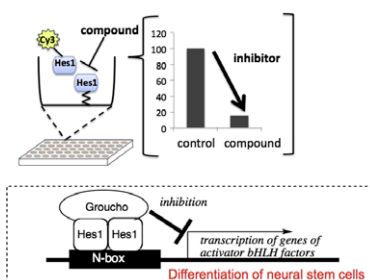 compound
Cy3
Hes1
Hes1
120
100
80
60
40
20
0
inhibitor
control compound
Groucho
inhibition
Hes1 Hes1
N-box
transcription of genes of
activator bHLH factors
Differentiation of neural stem cells